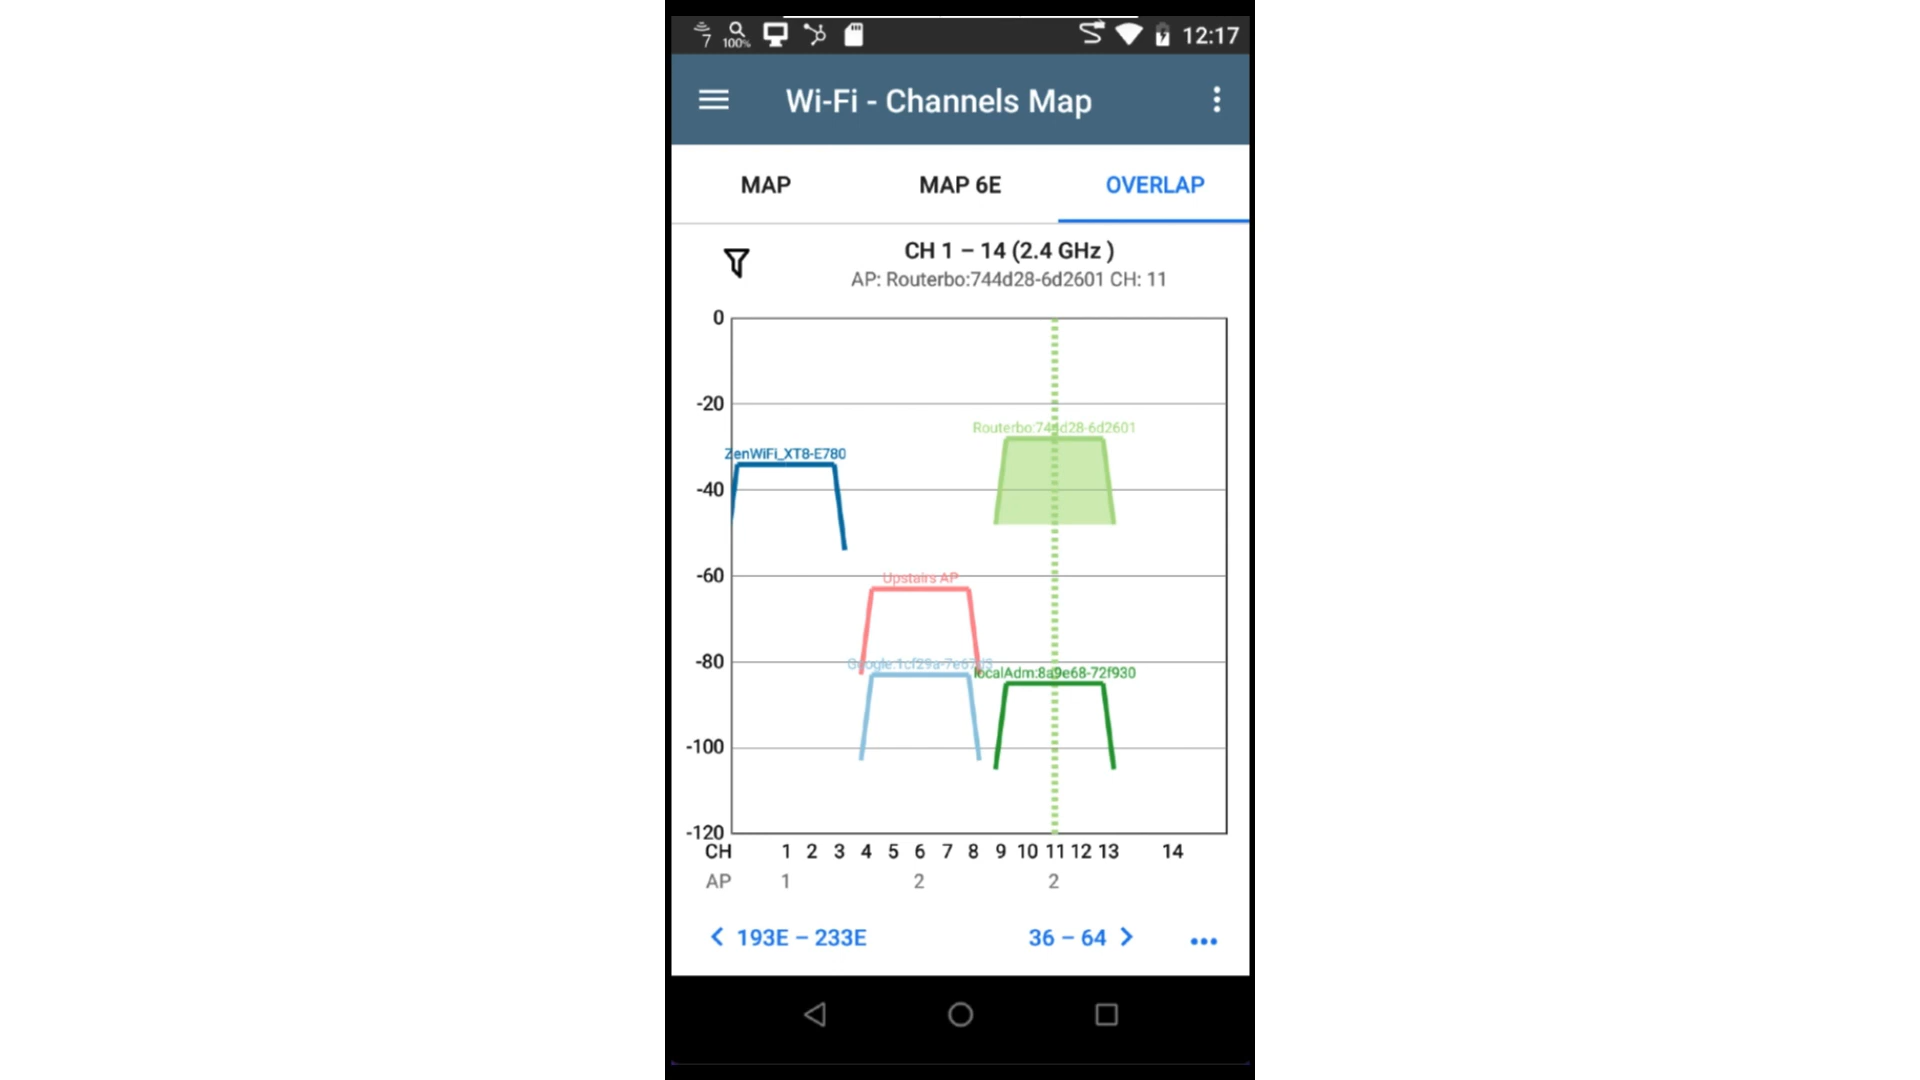 7 100% 12:17
Wi-Fi - Channels Map
MAP MAP 6E OVERLAP
CH 1 – 14 (2.4 GHz )
AP: Routerbo:744d28-6d2601 CH: 11
0
-20
Routerbo:744d28-6d2601
ZenWiFi_XT8-E780
-40
-60
Upstairs AP
-80
localAdm:8a9e68-72f930
-100
-120
CH 1 2 3 4 5 6 7 8 9 10 11 12 13 14
AP 1 2 2
193E – 233E 36 – 64